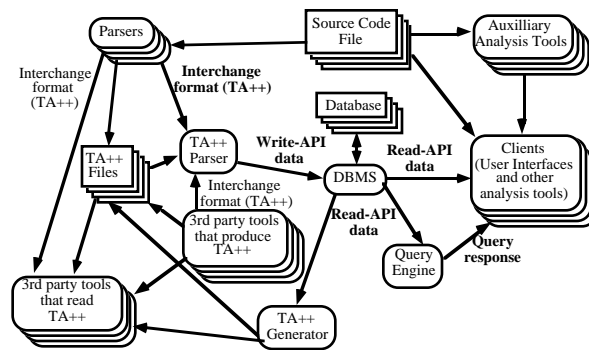 Parsers
Source Code
File
Auxilliary
Analysis Tools
Interchange
format (TA++)
Interchange
format (TA++)
Database
TA++
Files
TA++
Parser
Write-API
data
DBMS
Read-API
data
Clients
(User Interfaces
and other
analysis tools)
Interchange
format (TA++)
3rd party tools
that produce
TA++
Read-API
data
Query
Engine
Query
response
3rd party tools
that read
TA++
TA++
Generator